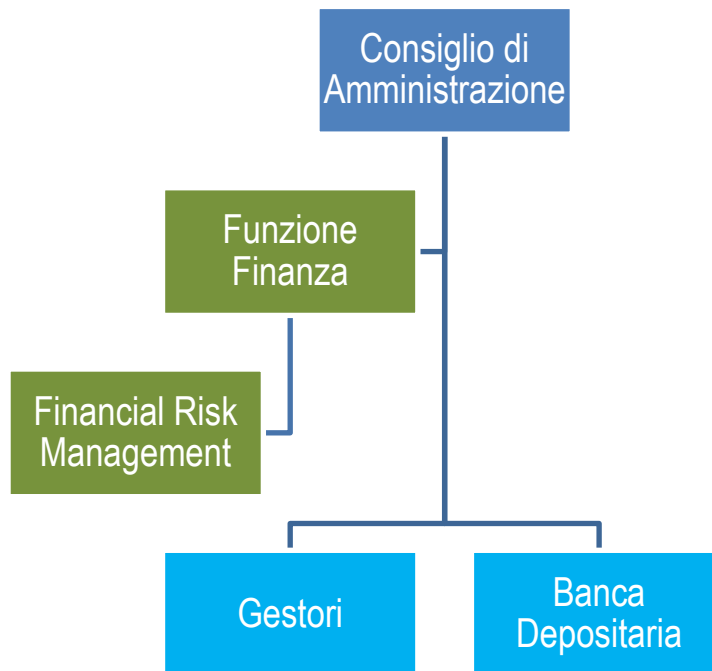 Consiglio di
Amministrazione
Funzione
Finanza
Financial Risk
Management
Gestori
Banca
Depositaria